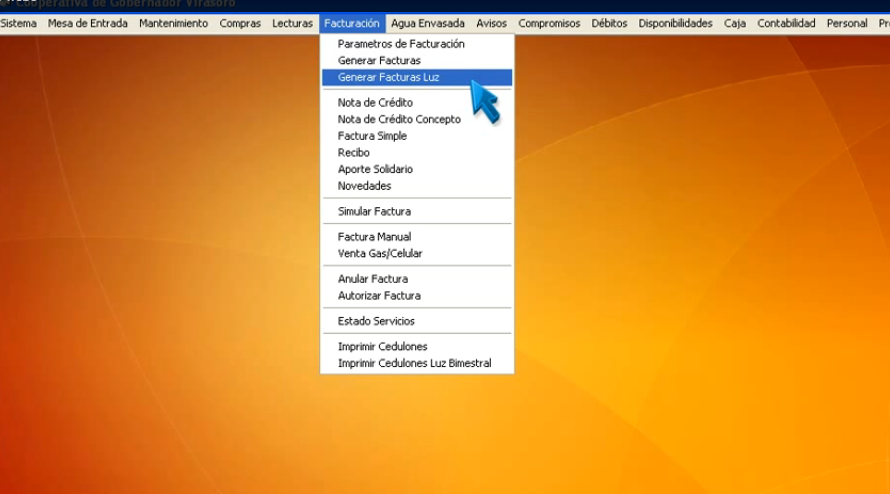 Cooperativa de Gobernador Virasoro
Sistema Mesa de Entrada Mantenimiento Compras Lecturas Facturación Agua Envasada Avisos Compromisos Débitos Disponibilidades Caja Contabilidad Personal
Parametros de Facturación
Generar Facturas
Generar Facturas Luz
Nota de Crédito
Nota de Crédito Concepto
Factura Simple
Recibo
Aporte Solidario
Novedades
Simular Factura
Factura Manual
Venta Gas/Celular
Anular Factura
Autorizar Factura
Estado Servicios
Imprimir Cedulones
Imprimir Cedulones Luz Bimestral